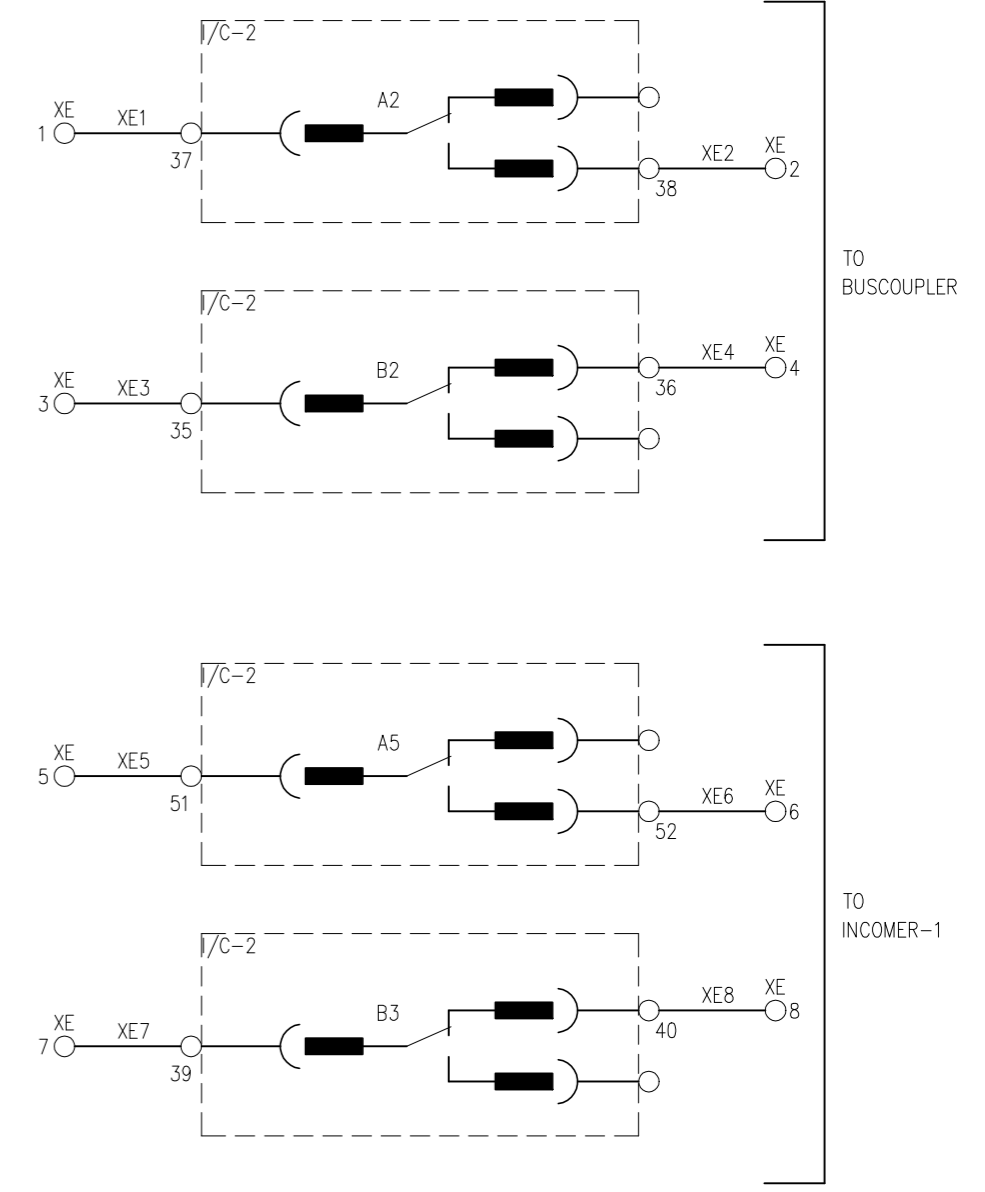 I/C-2
A2
XE
XE1
1
37
XE2
XE
2
38
I/C-2
B2
XE
XE3
3
35
XE4
XE
4
36
TO
BUSCOUPLER
I/C-2
A5
XE
XE5
5
51
XE6
XE
6
52
I/C-2
B3
XE
XE7
7
39
XE8
XE
8
40
TO
INCOMER-1